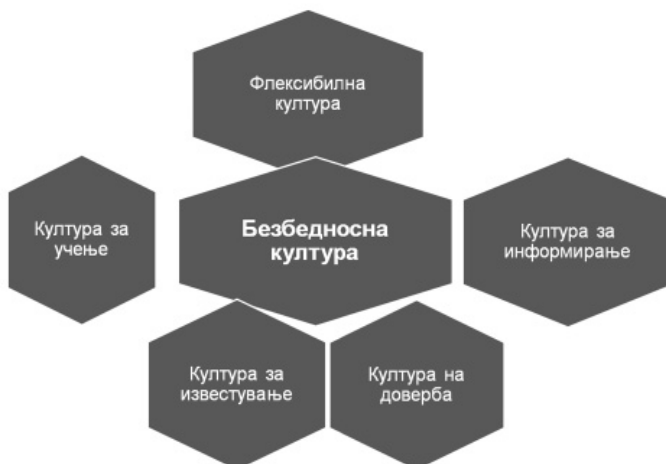 Флексибилна
култура
Култура за
учење
Безбедносна
култура
Култура за
информирање
Култура за
известување
Култура на
доверба